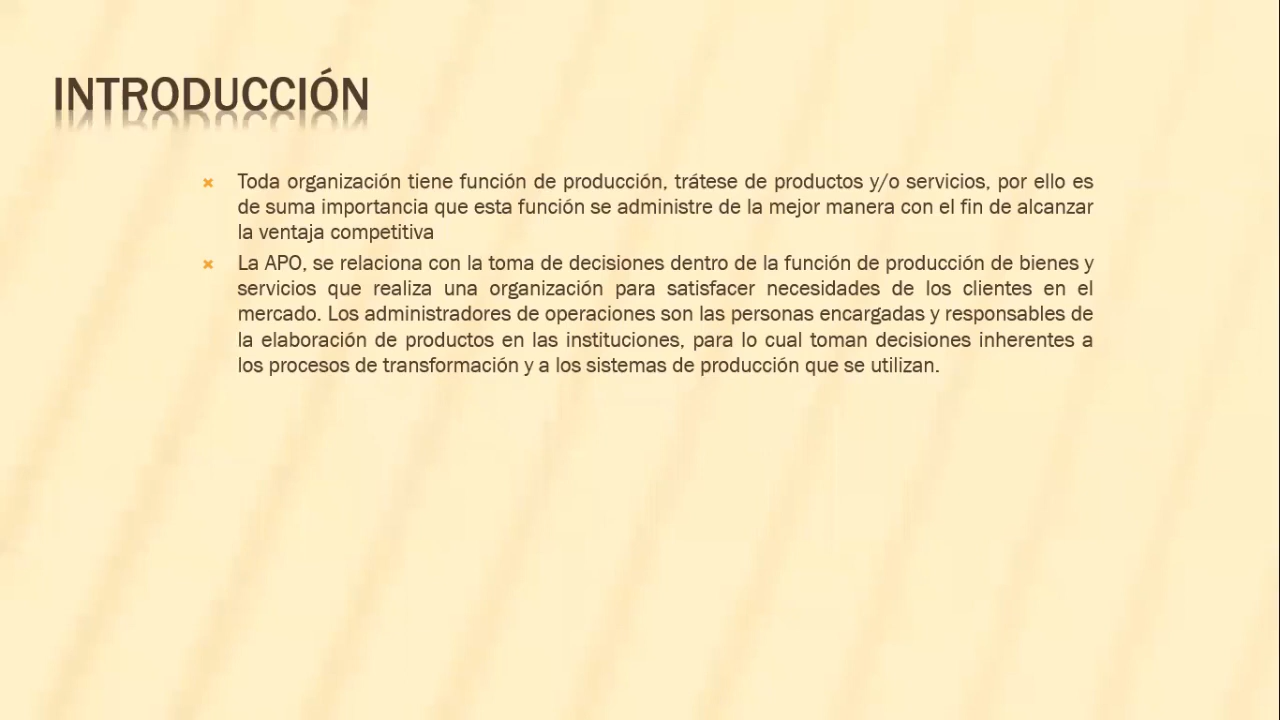 INTRODUCCIÓN
Toda organización tiene función de producción, trátese de productos y/o servicios, por ello es
de suma importancia que esta función se administre de la mejor manera con el fin de alcanzar
la ventaja competitiva
La APO, se relaciona con la toma de decisiones dentro de la función de producción de bienes y
servicios que realiza una organización para satisfacer necesidades de los clientes en el
mercado. Los administradores de operaciones son las personas encargadas y responsables de
la elaboración de productos en las instituciones, para lo cual toman decisiones inherentes a
los procesos de transformación y a los sistemas de producción que se utilizan.